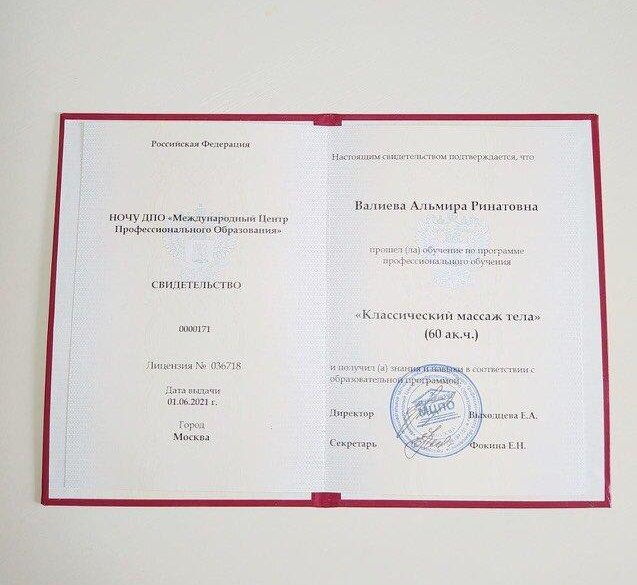 Российская Федерация
НОЧУ ДПО «Международный Центр
Профессионального Образования»
СВИДЕТЕЛЬСТВО
0000171
Лицензия № 036718
Дата выдачи
01.06.2021 г.
Город
Москва
Настоящим свидетельством подтверждается, что
Валиева Альмира Ринатовна
прошел (ла) обучение по программе
профессионального обучения
«Классический массаж тела»
(60 ак.ч.)
и получил (а) знания и навыки в соответствии с
образовательной программой.
Директор
Выходцева Е.А.
Секретарь
Фокина Е.Н.
МЦПО